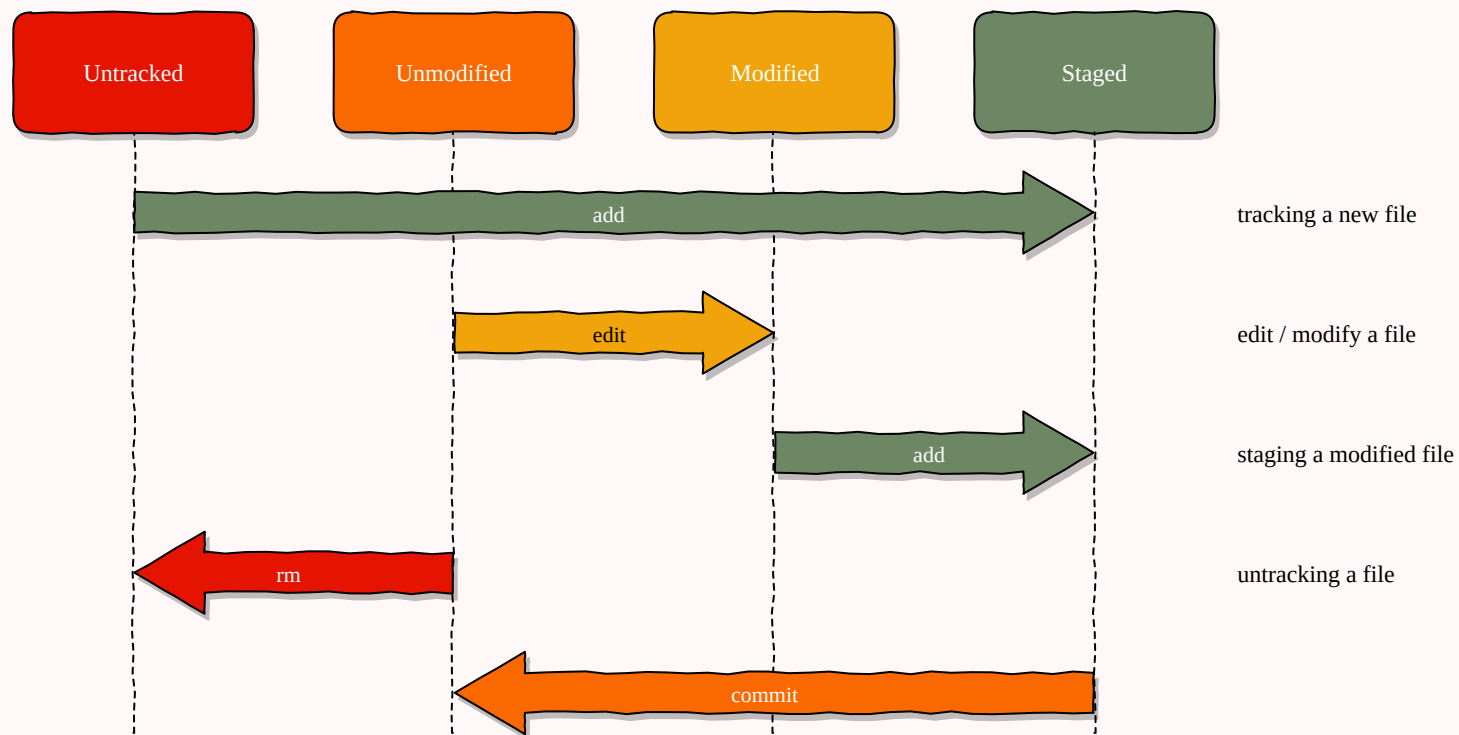 Untracked
Unmodified
Modified
Staged
add
tracking a new file
edit
edit / modify a file
add
staging a modified file
rm
untracking a file
commit